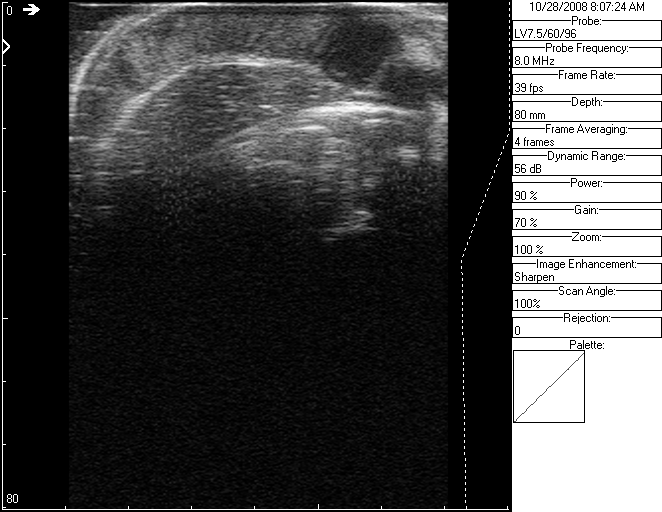 0
80
10/28/2008 8:07:24 AM
Probe:
LV7.5/60/96
Probe Frequency:
8.0 MHz
Frame Rate:
39 fps
Depth:
80 mm
Frame Averaging:
4 frames
Dynamic Range:
56 dB
Power:
90 %
Gain:
70 %
Zoom:
100 %
Image Enhancement:
Sharpen
Scan Angle:
100%
Rejection:
0
Palette: